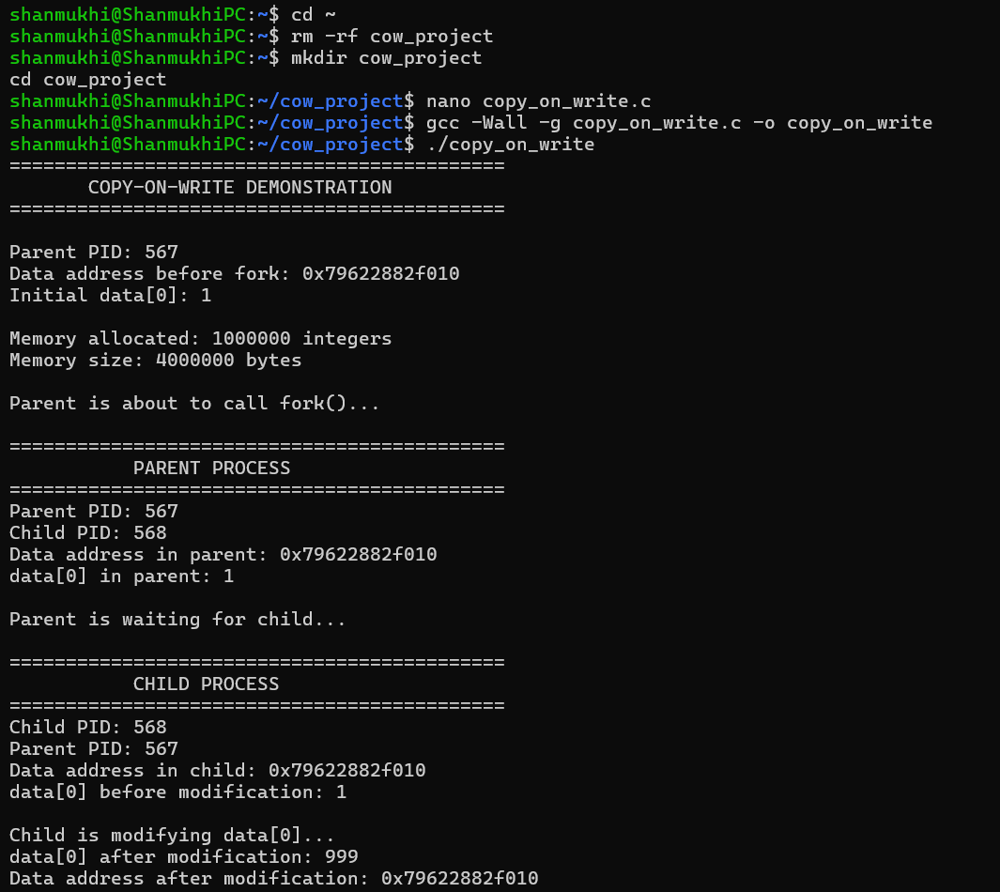 shanmukhi@ShanmukhiPC:~$ cd ~
shanmukhi@ShanmukhiPC:~$ rm -rf cow_project
shanmukhi@ShanmukhiPC:~$ mkdir cow_project
cd cow_project
shanmukhi@ShanmukhiPC:~/cow_project$ nano copy_on_write.c
shanmukhi@ShanmukhiPC:~/cow_project$ gcc -Wall -g copy_on_write.c -o copy_on_write
shanmukhi@ShanmukhiPC:~/cow_project$ ./copy_on_write
============================================
       COPY-ON-WRITE DEMONSTRATION
============================================

Parent PID: 567
Data address before fork: 0x79622882f010
Initial data[0]: 1

Memory allocated: 1000000 integers
Memory size: 4000000 bytes

Parent is about to call fork()...

============================================
           PARENT PROCESS
============================================
Parent PID: 567
Child PID: 568
Data address in parent: 0x79622882f010
data[0] in parent: 1

Parent is waiting for child...

============================================
           CHILD PROCESS
============================================
Child PID: 568
Parent PID: 567
Data address in child: 0x79622882f010
data[0] before modification: 1

Child is modifying data[0]...
data[0] after modification: 999
Data address after modification: 0x79622882f010